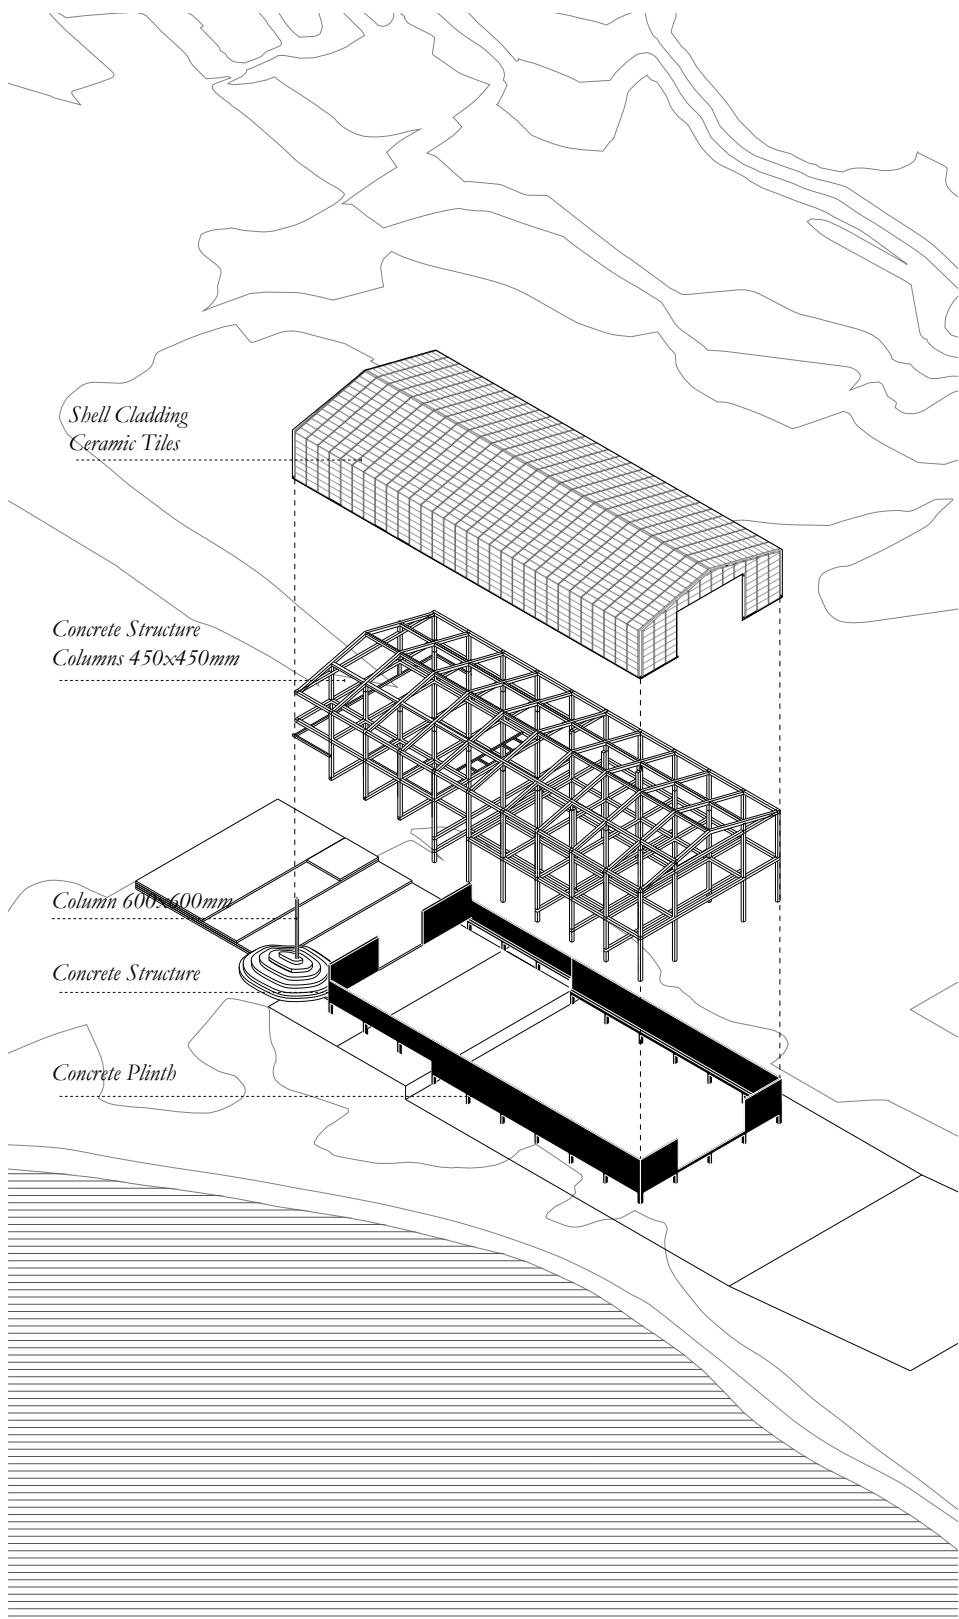 Shell Cladding
Ceramic Tiles
Concrete Structure
Columns 450x450mm
Column 600x600mm
Concrete Structure
Concrete Plinth